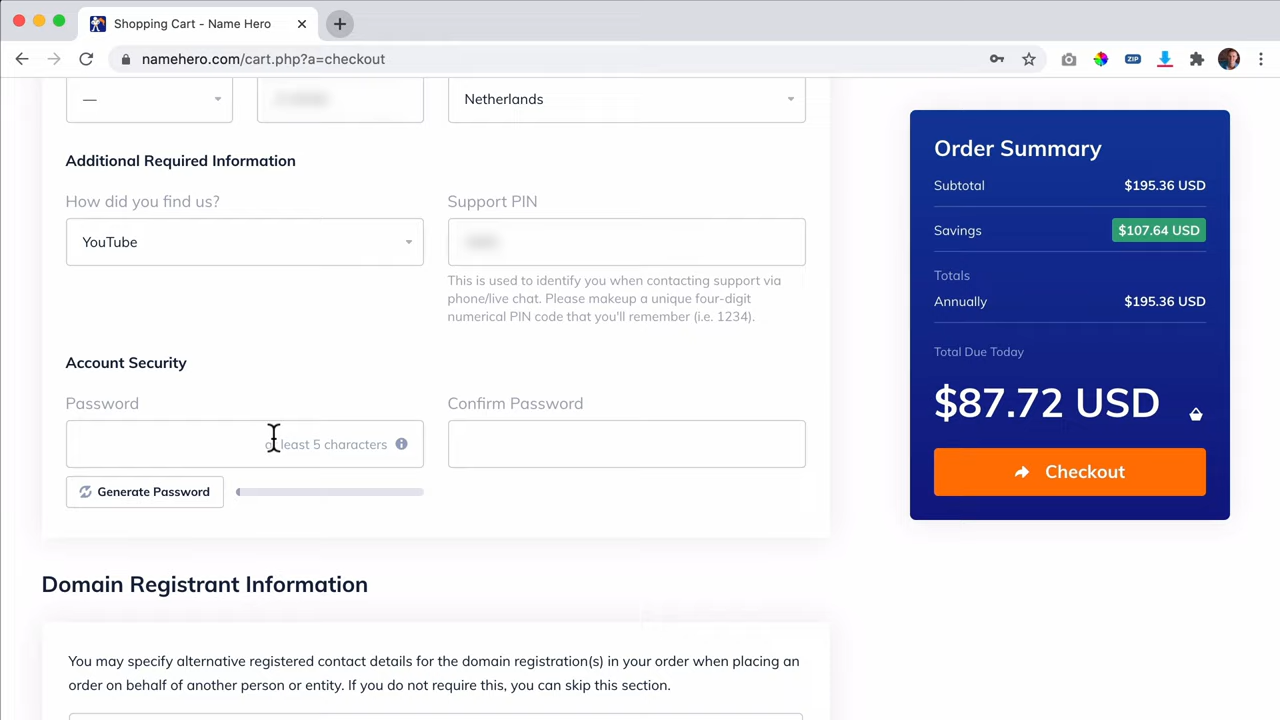 Shopping Cart - Name Hero
namehero.com/cart.php?a=checkout
ZIP
—
Netherlands
Additional Required Information
How did you find us?
Support PIN
YouTube
This is used to identify you when contacting support via
phone/live chat. Please makeup a unique four-digit
numerical PIN code that you'll remember (i.e. 1234).
Account Security
Password
Confirm Password
least 5 characters
Generate Password
Domain Registrant Information
You may specify alternative registered contact details for the domain registration(s) in your order when placing an
order on behalf of another person or entity. If you do not require this, you can skip this section.
Order Summary
Subtotal $195.36 USD
Savings $107.64 USD
Totals
Annually $195.36 USD
Total Due Today
$87.72 USD
Checkout